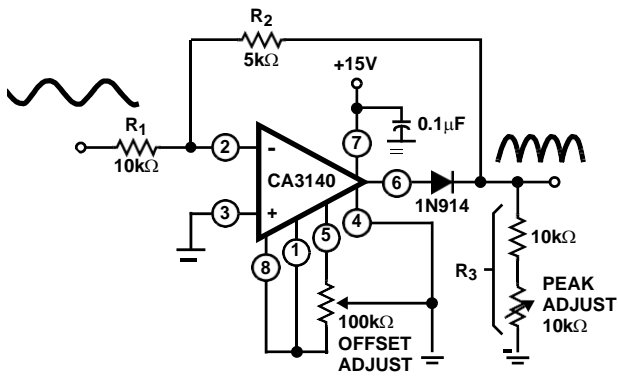 R2
5kΩ
+15V
R1
10kΩ
0.1μF
2
7
-
CA3140
6
3
+
1N914
4
5
1
8
10kΩ
R3
PEAK
ADJUST
10kΩ
100kΩ
OFFSET
ADJUST